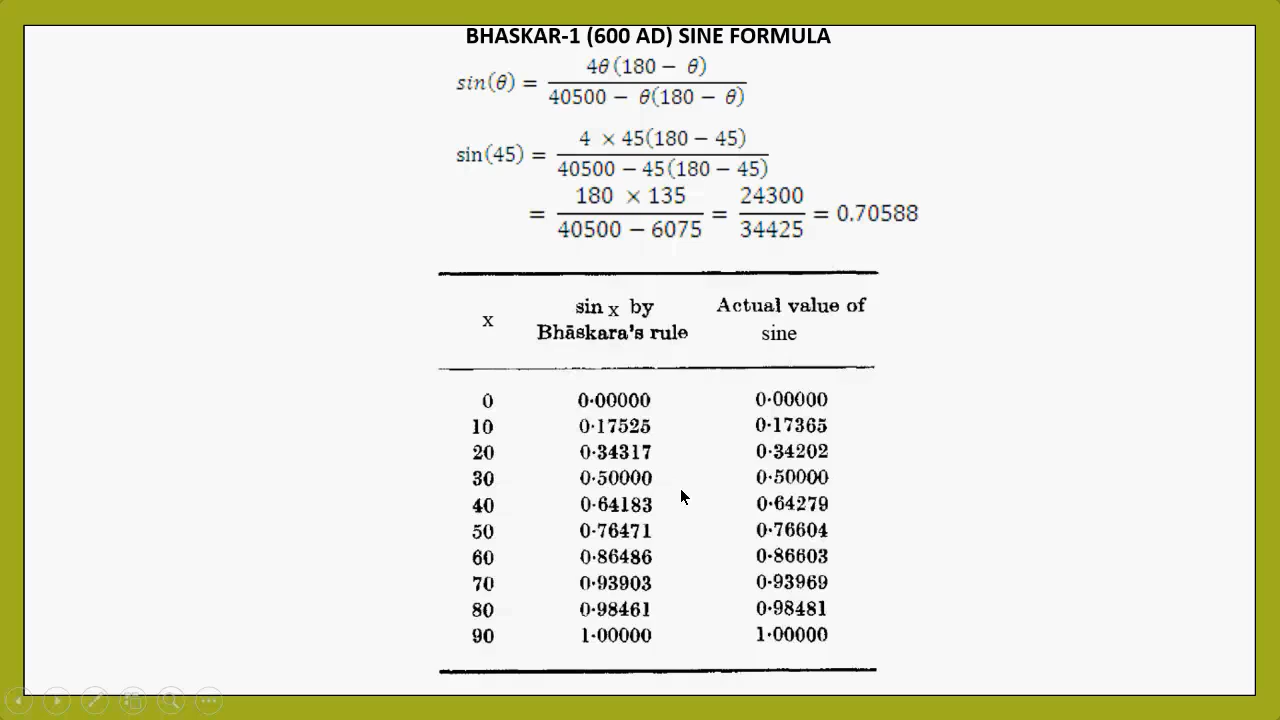 BHASKAR-1 (600 AD) SINE FORMULA
sin(θ) = 4θ(180 − θ) / 40500 − θ(180 − θ)
sin(45) = 4 × 45(180 − 45) / 40500 − 45(180 − 45)
= 180 × 135 / 40500 − 6075 = 24300 / 34425 = 0.70588
x sin x by Bhāskara's rule Actual value of sine
0 0·00000 0·00000
10 0·17525 0·17365
20 0·34317 0·34202
30 0·50000 0·50000
40 0·64183 0·64279
50 0·76471 0·76604
60 0·86486 0·86603
70 0·93903 0·93969
80 0·98461 0·98481
90 1·00000 1·00000